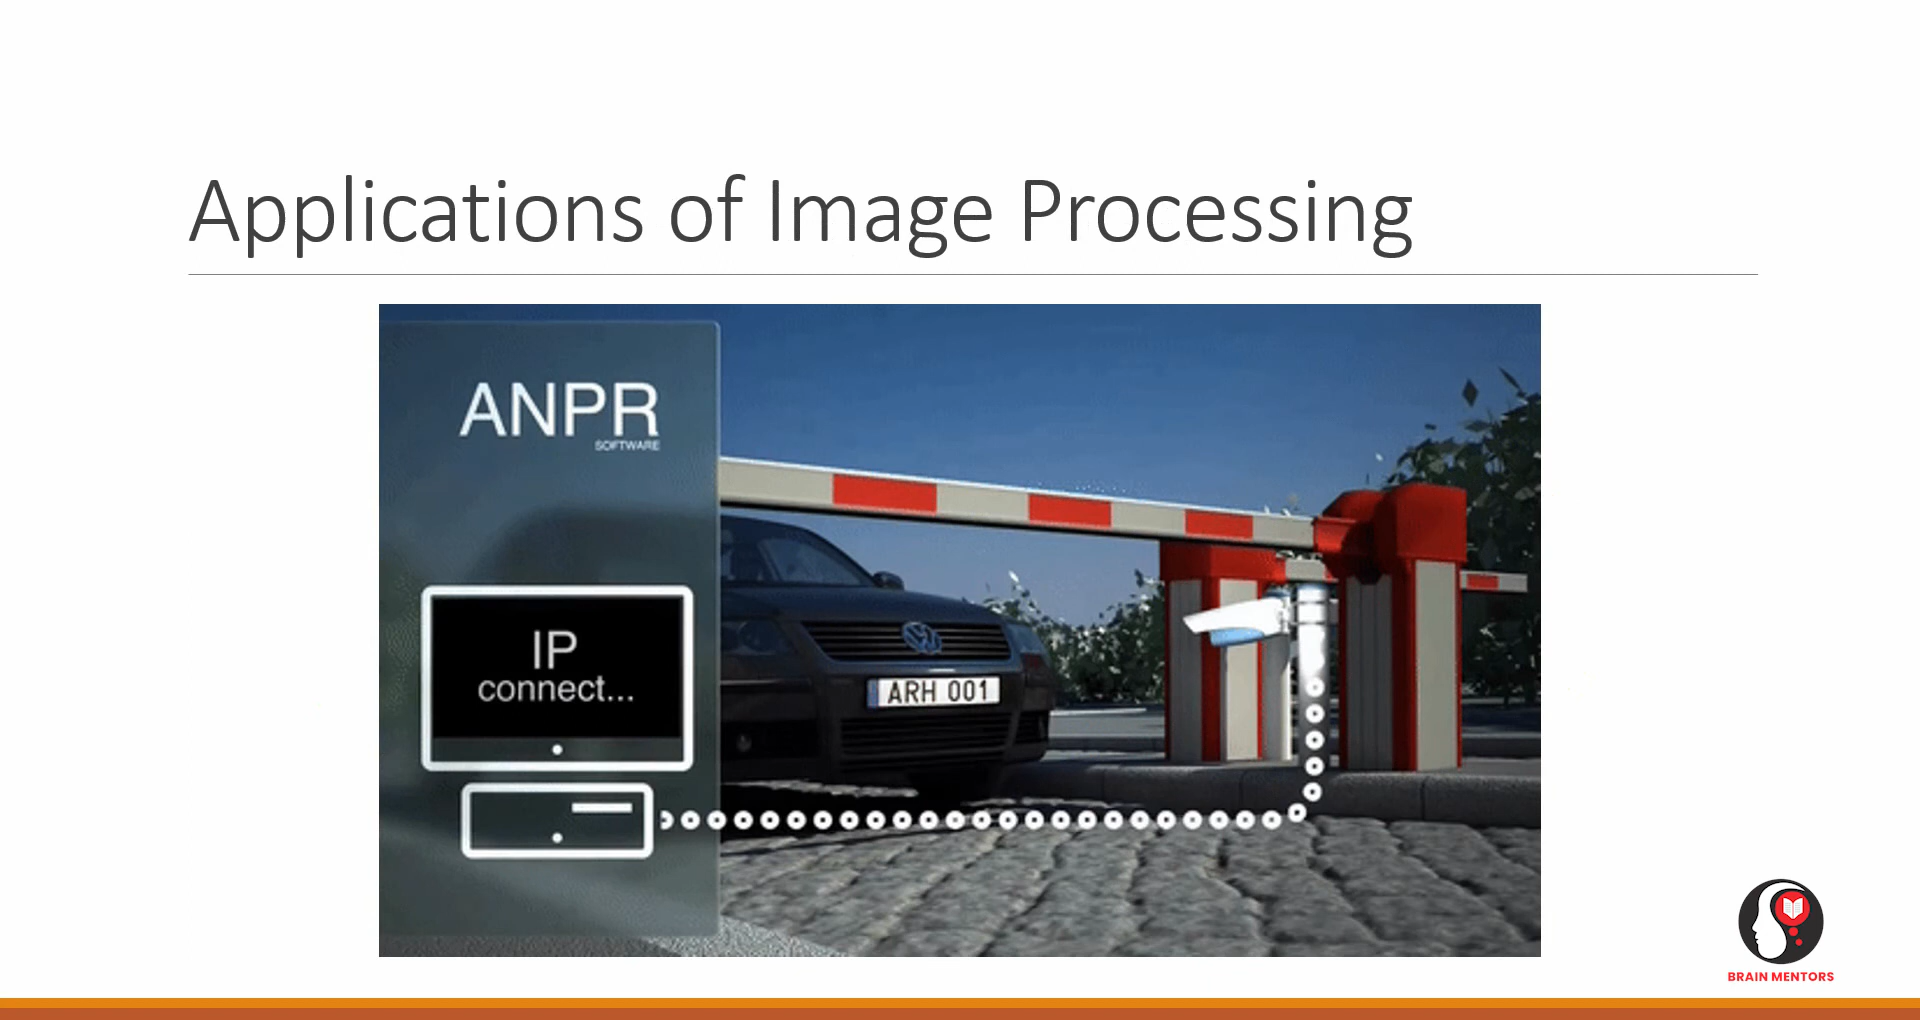 Applications of Image Processing
ANPR
SOFTWARE
IP
connect...
ARH 001
BRAIN MENTORS